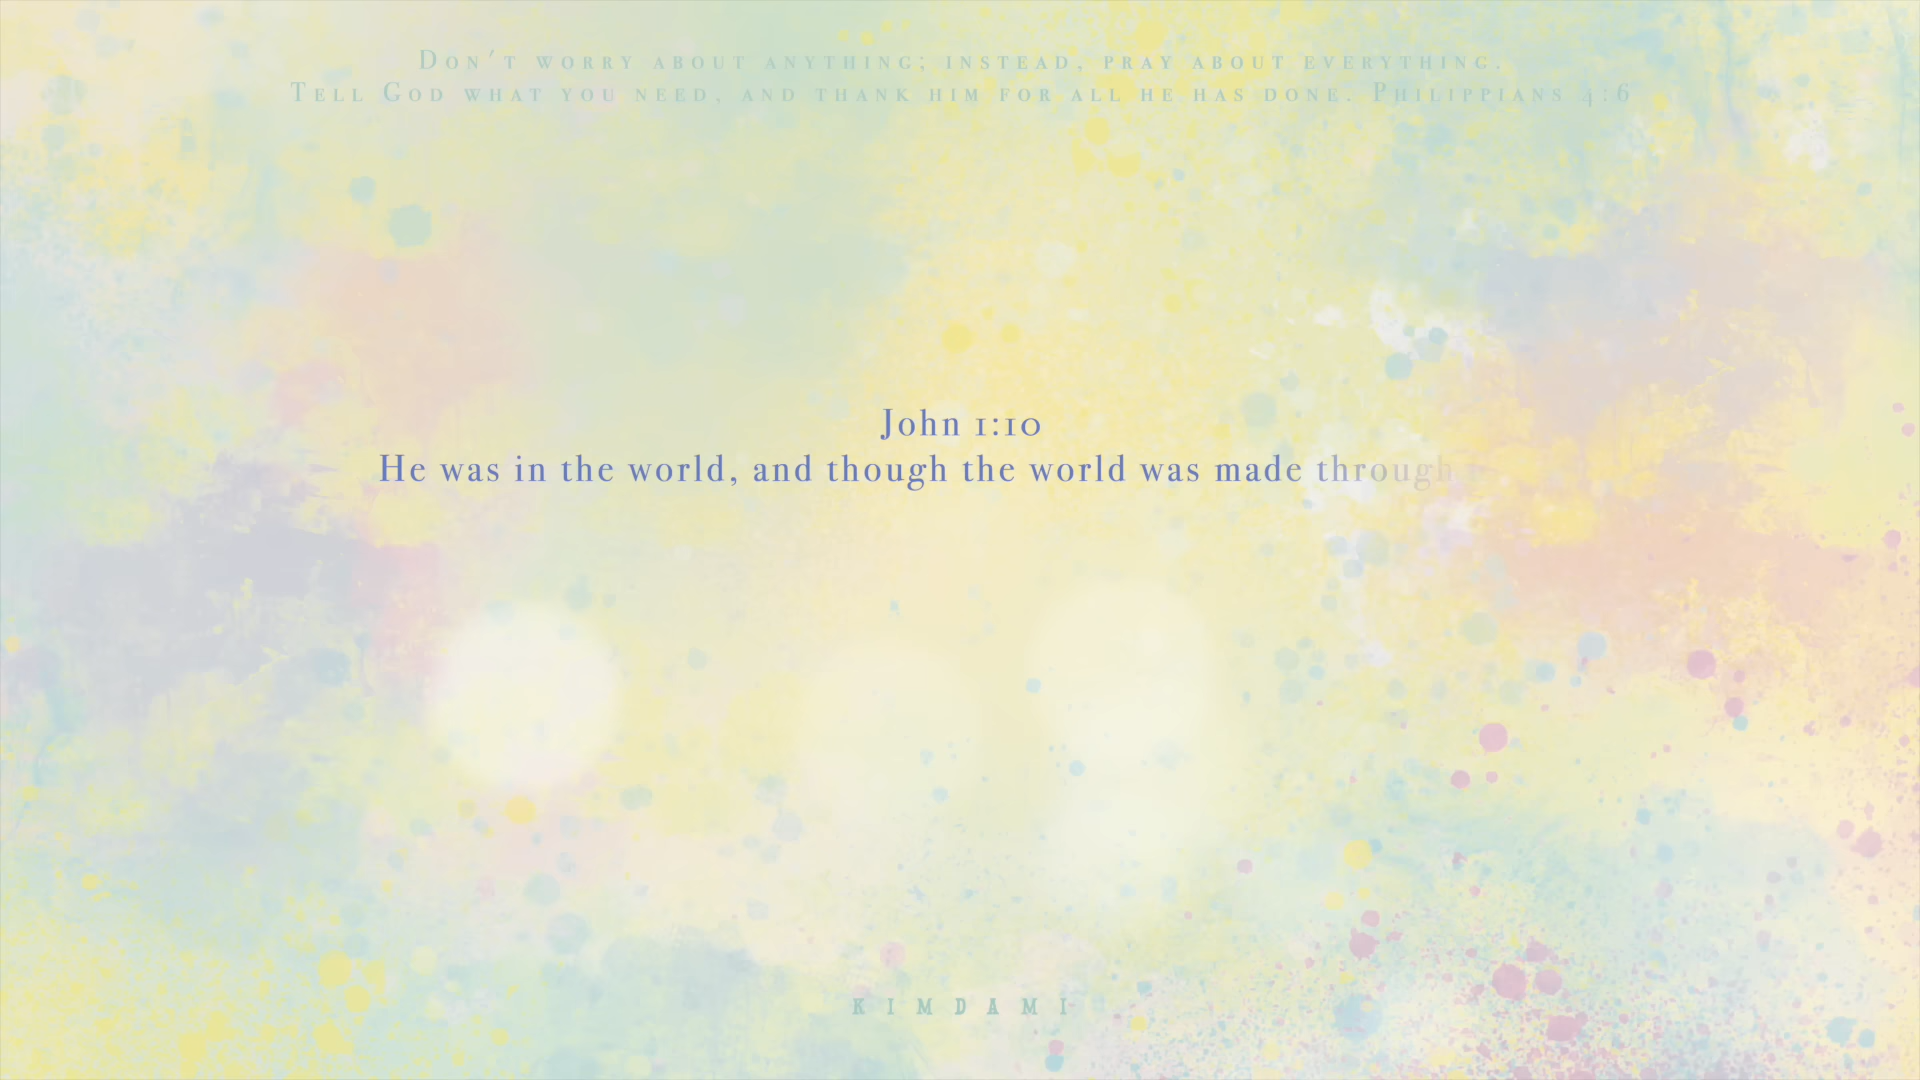 Don't worry about anything; instead, pray about everything.
Tell God what you need, and thank him for all he has done. Philippians 4:6
John 1:10
He was in the world, and though the world was made through
KIMDAMI